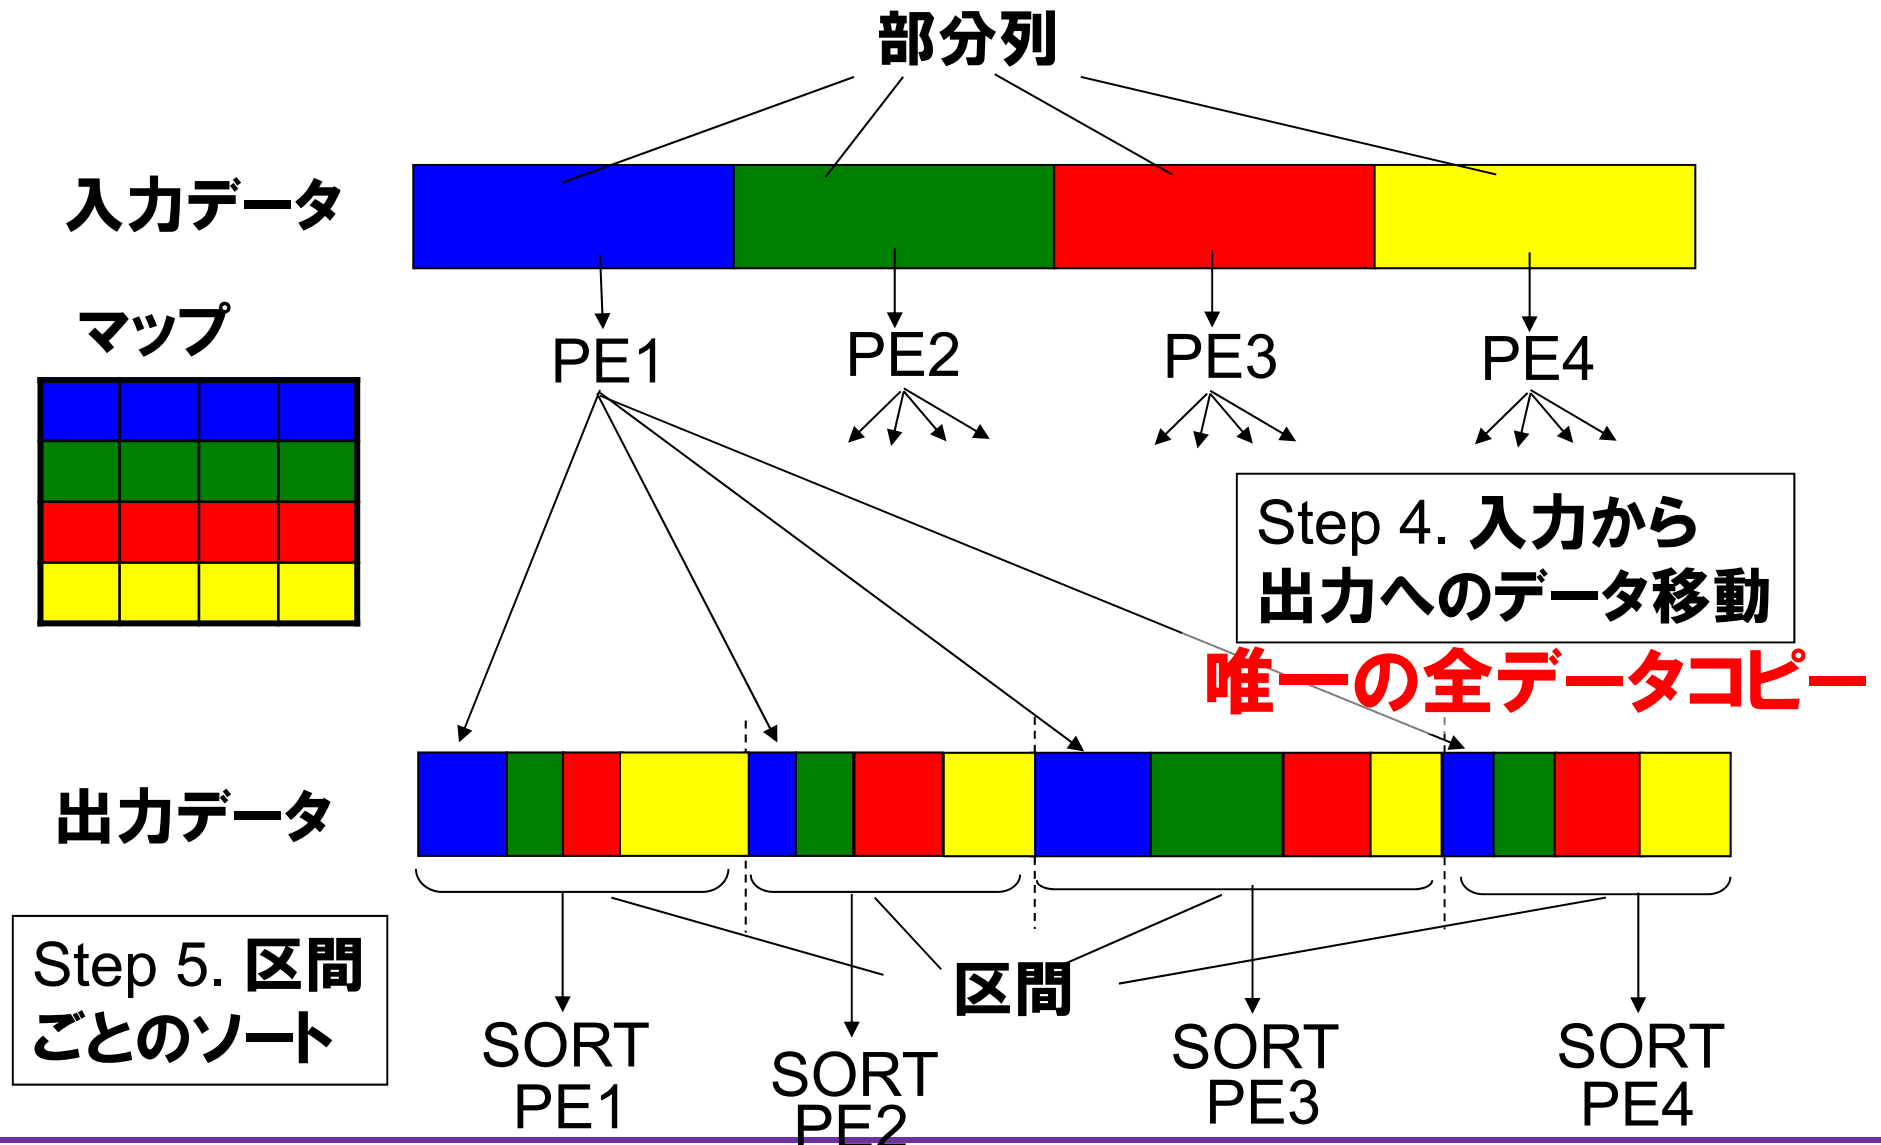 部分列
入力データ
マップ
PE1
PE2
PE3
PE4
Step 4. 入力から
出力へのデータ移動
唯一の全データコピー
出力データ
Step 5. 区間
ごとのソート
区間
SORT
PE1
SORT
PE2
SORT
PE3
SORT
PE4